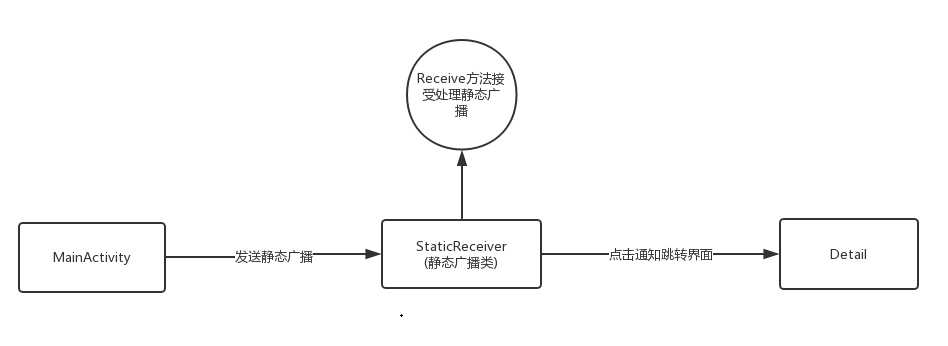 Receive方法接
受处理静态广
播
MainActivity
发送静态广播
StaticReceiver
(静态广播类)
点击通知跳转界面
Detail